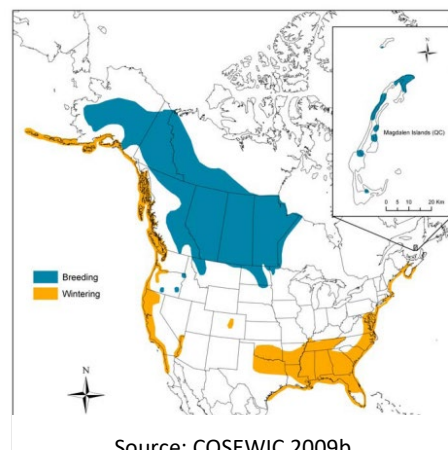 N
Magdalen Islands (QC)
0 5 10 20 Km
Breeding
Wintering
N
Source: COSEWIC 2009b